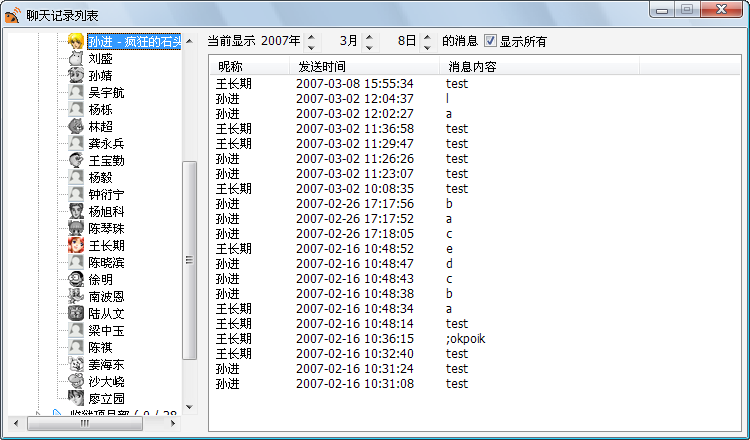 聊天记录列表
孙进 - 疯狂的石头
刘盛
孙婧
吴宇航
杨栎
林超
龚永兵
王宝勤
杨毅
钟衍宁
杨旭科
陈琴珠
王长期
陈晓滨
徐明
南波恩
陆从文
梁中玉
陈祺
姜海东
沙大峣
廖立园
当前显示 2007年 3月 8日 的消息 显示所有
昵称 发送时间 消息内容
王长期 2007-03-08 15:55:34 test
孙进 2007-03-02 12:04:37 l
孙进 2007-03-02 12:02:27 a
王长期 2007-03-02 11:36:58 test
王长期 2007-03-02 11:29:47 test
孙进 2007-03-02 11:26:26 test
孙进 2007-03-02 11:23:07 test
王长期 2007-03-02 10:08:35 test
孙进 2007-02-26 17:17:56 b
孙进 2007-02-26 17:17:52 a
孙进 2007-02-26 17:18:05 c
王长期 2007-02-16 10:48:52 e
孙进 2007-02-16 10:48:47 d
孙进 2007-02-16 10:48:43 c
孙进 2007-02-16 10:48:38 b
王长期 2007-02-16 10:48:34 a
王长期 2007-02-16 10:48:14 test
王长期 2007-02-16 10:36:15 ;okpoik
王长期 2007-02-16 10:32:40 test
孙进 2007-02-16 10:31:24 test
孙进 2007-02-16 10:31:08 test